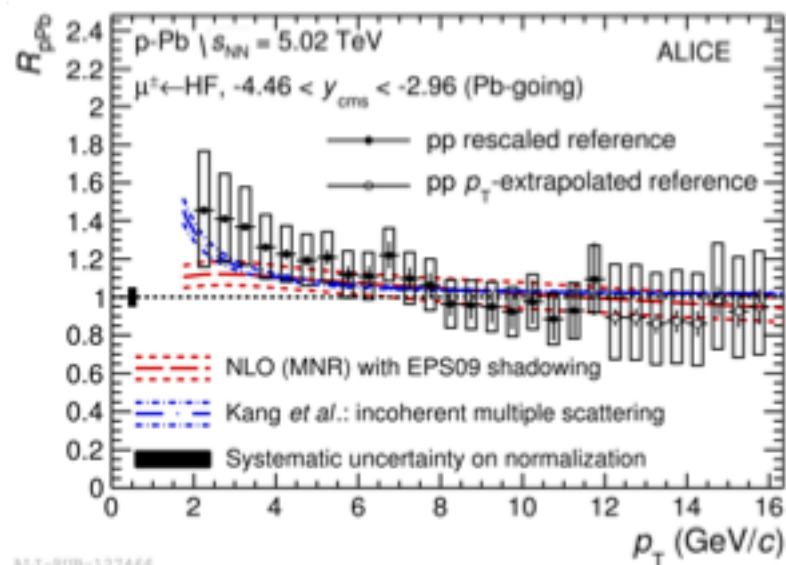 R_pPb
2.4
2.2
2
1.8
1.6
1.4
1.2
1
0.8
0.6
0.4
0.2
0
p-Pb \s_NN = 5.02 TeV
ALICE
μ±←HF, -4.46 < y_cms < -2.96 (Pb-going)
pp rescaled reference
pp p_T-extrapolated reference
NLO (MNR) with EPS09 shadowing
Kang et al.: incoherent multiple scattering
Systematic uncertainty on normalization
0 2 4 6 8 10 12 14 16
p_T (GeV/c)